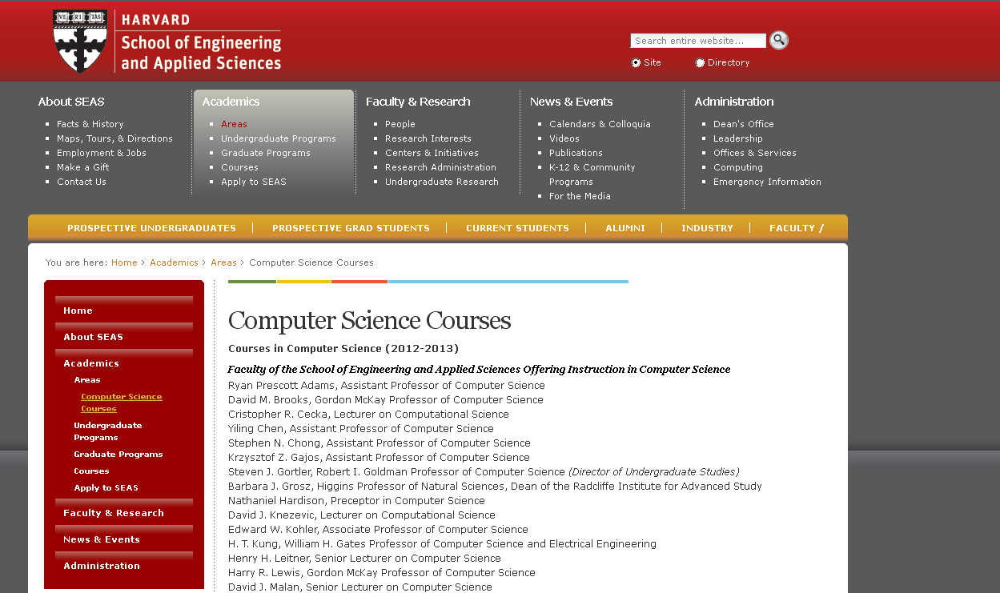 VE RI TAS
HARVARD
School of Engineering
and Applied Sciences
Search entire website...
Site
Directory
About SEAS
Facts & History
Maps, Tours, & Directions
Employment & Jobs
Make a Gift
Contact Us
Academics
Areas
Undergraduate Programs
Graduate Programs
Courses
Apply to SEAS
Faculty & Research
People
Research Interests
Centers & Initiatives
Research Administration
Undergraduate Research
News & Events
Calendars & Colloquia
Videos
Publications
K-12 & Community
Programs
For the Media
Administration
Dean's Office
Leadership
Offices & Services
Computing
Emergency Information
PROSPECTIVE UNDERGRADUATES | PROSPECTIVE GRAD STUDENTS | CURRENT STUDENTS | ALUMNI | INDUSTRY | FACULTY /
You are here: Home > Academics > Areas > Computer Science Courses
Home
About SEAS
Academics
Areas
Computer Science
Courses
Undergraduate
Programs
Graduate Programs
Courses
Apply to SEAS
Faculty & Research
News & Events
Administration
Computer Science Courses
Courses in Computer Science (2012-2013)
Faculty of the School of Engineering and Applied Sciences Offering Instruction in Computer Science
Ryan Prescott Adams, Assistant Professor of Computer Science
David M. Brooks, Gordon McKay Professor of Computer Science
Cristopher R. Cecka, Lecturer on Computational Science
Yiling Chen, Assistant Professor of Computer Science
Stephen N. Chong, Assistant Professor of Computer Science
Krzysztof Z. Gajos, Assistant Professor of Computer Science
Steven J. Gortler, Robert I. Goldman Professor of Computer Science (Director of Undergraduate Studies)
Barbara J. Grosz, Higgins Professor of Natural Sciences, Dean of the Radcliffe Institute for Advanced Study
Nathaniel Hardison, Preceptor in Computer Science
David J. Knezevic, Lecturer on Computational Science
Edward W. Kohler, Associate Professor of Computer Science
H. T. Kung, William H. Gates Professor of Computer Science and Electrical Engineering
Henry H. Leitner, Senior Lecturer on Computer Science
Harry R. Lewis, Gordon McKay Professor of Computer Science
David J. Malan, Senior Lecturer on Computer Science